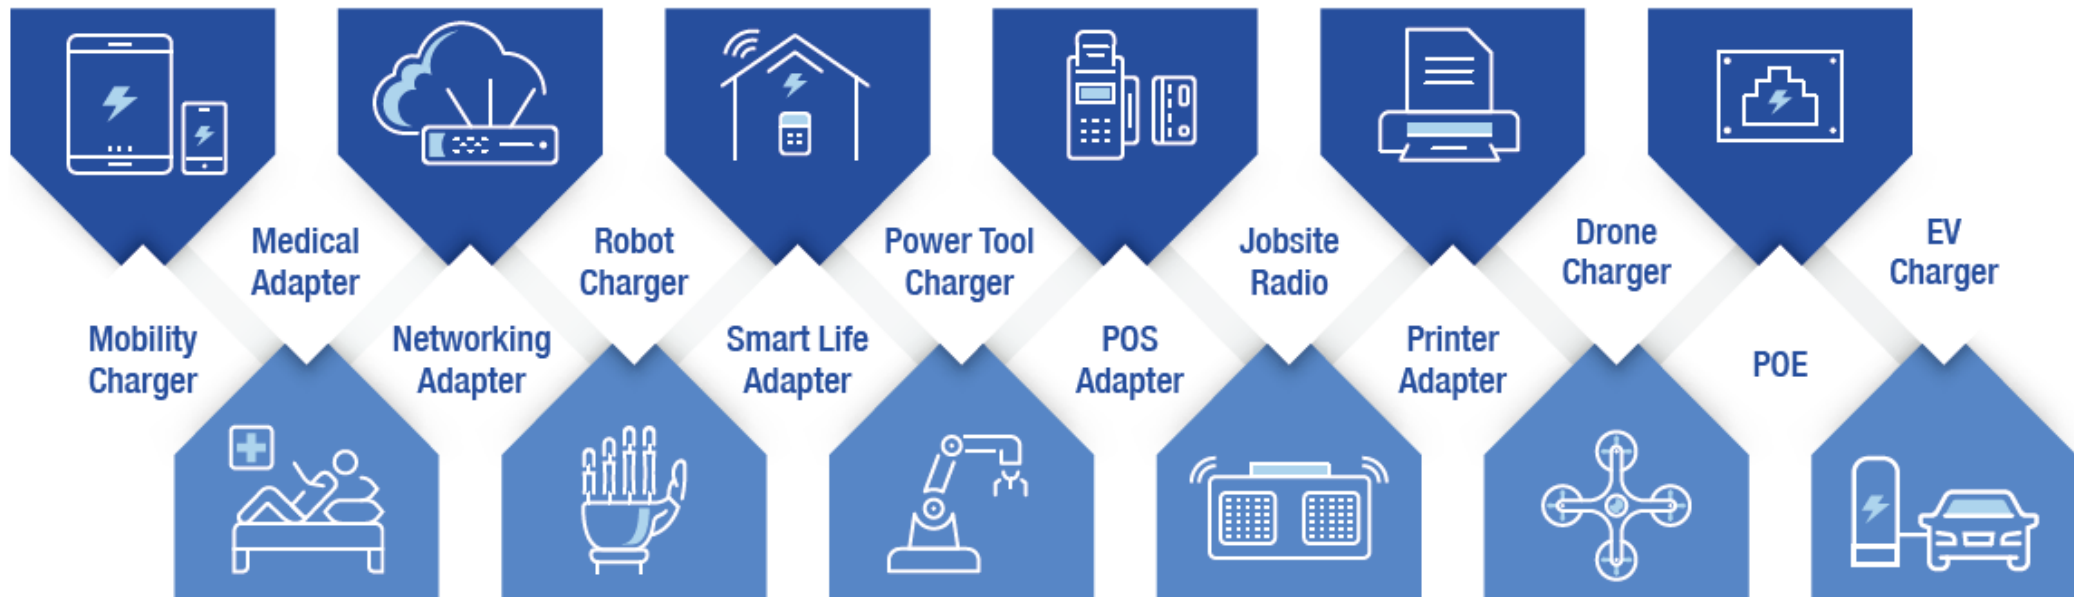 Mobility
Charger
Medical
Adapter
Networking
Adapter
Robot
Charger
Smart Life
Adapter
Power Tool
Charger
POS
Adapter
Jobsite
Radio
Printer
Adapter
Drone
Charger
POE
EV
Charger